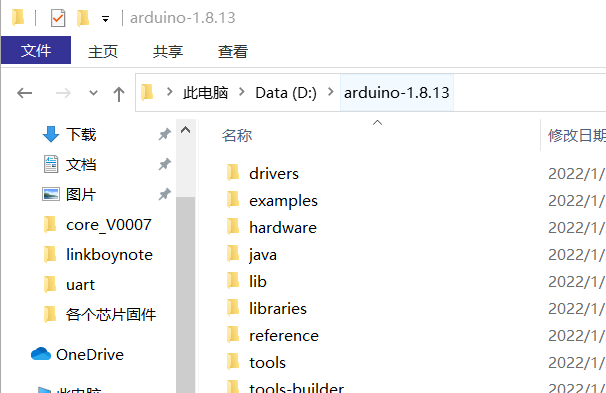 arduino-1.8.13
文件 主页 共享 查看
此电脑 Data (D:) arduino-1.8.13
名称 修改日期
下载
文档
图片
core_V0007
linkboynote
uart
各个芯片固件
OneDrive
此电脑
drivers 2022/1/
examples 2022/1/
hardware 2022/1/
java 2022/1/
lib 2022/1/
libraries 2022/1/
reference 2022/1/
tools 2022/1/
tools-builder 2022/1/